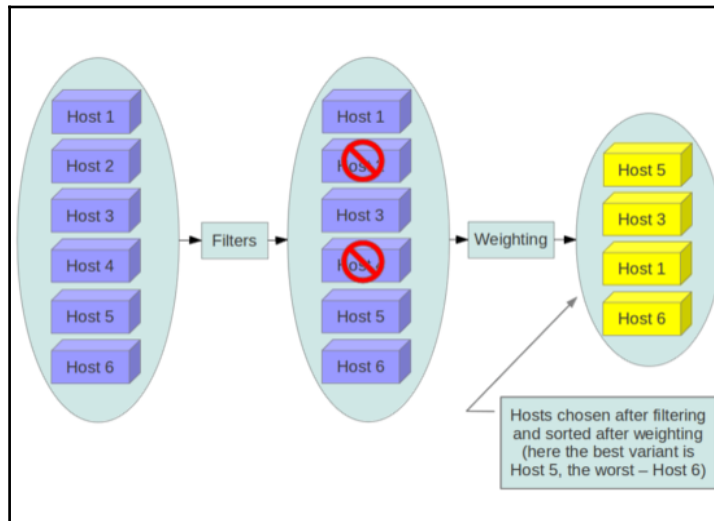 Host 1
Host 2
Host 3
Host 4
Host 5
Host 6
Filters
Host 1
Host 3
Host 5
Host 6
Weighting
Host 5
Host 3
Host 1
Host 6
Hosts chosen after filtering
and sorted after weighting
(here the best variant is
Host 5, the worst – Host 6)